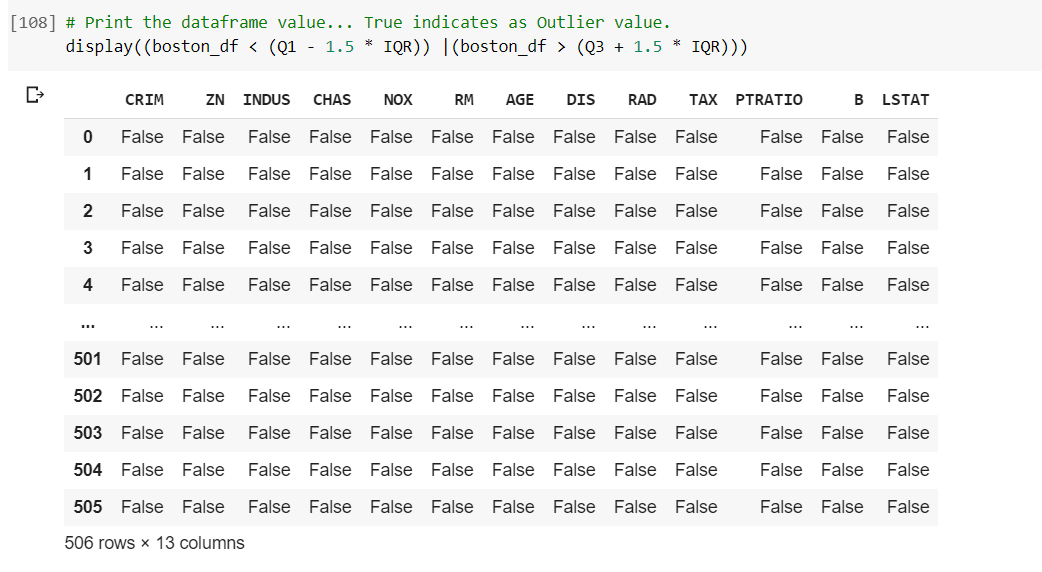 [108] # Print the dataframe value... True indicates as Outlier value.
display((boston_df < (Q1 - 1.5 * IQR)) |(boston_df > (Q3 + 1.5 * IQR)))
CRIM ZN INDUS CHAS NOX RM AGE DIS RAD TAX PTRATIO B LSTAT
0 False False False False False False False False False False False False False
1 False False False False False False False False False False False False False
2 False False False False False False False False False False False False False
3 False False False False False False False False False False False False False
4 False False False False False False False False False False False False False
... ... ... ... ... ... ... ... ... ... ... ... ... ...
501 False False False False False False False False False False False False False
502 False False False False False False False False False False False False False
503 False False False False False False False False False False False False False
504 False False False False False False False False False False False False False
505 False False False False False False False False False False False False False
506 rows × 13 columns